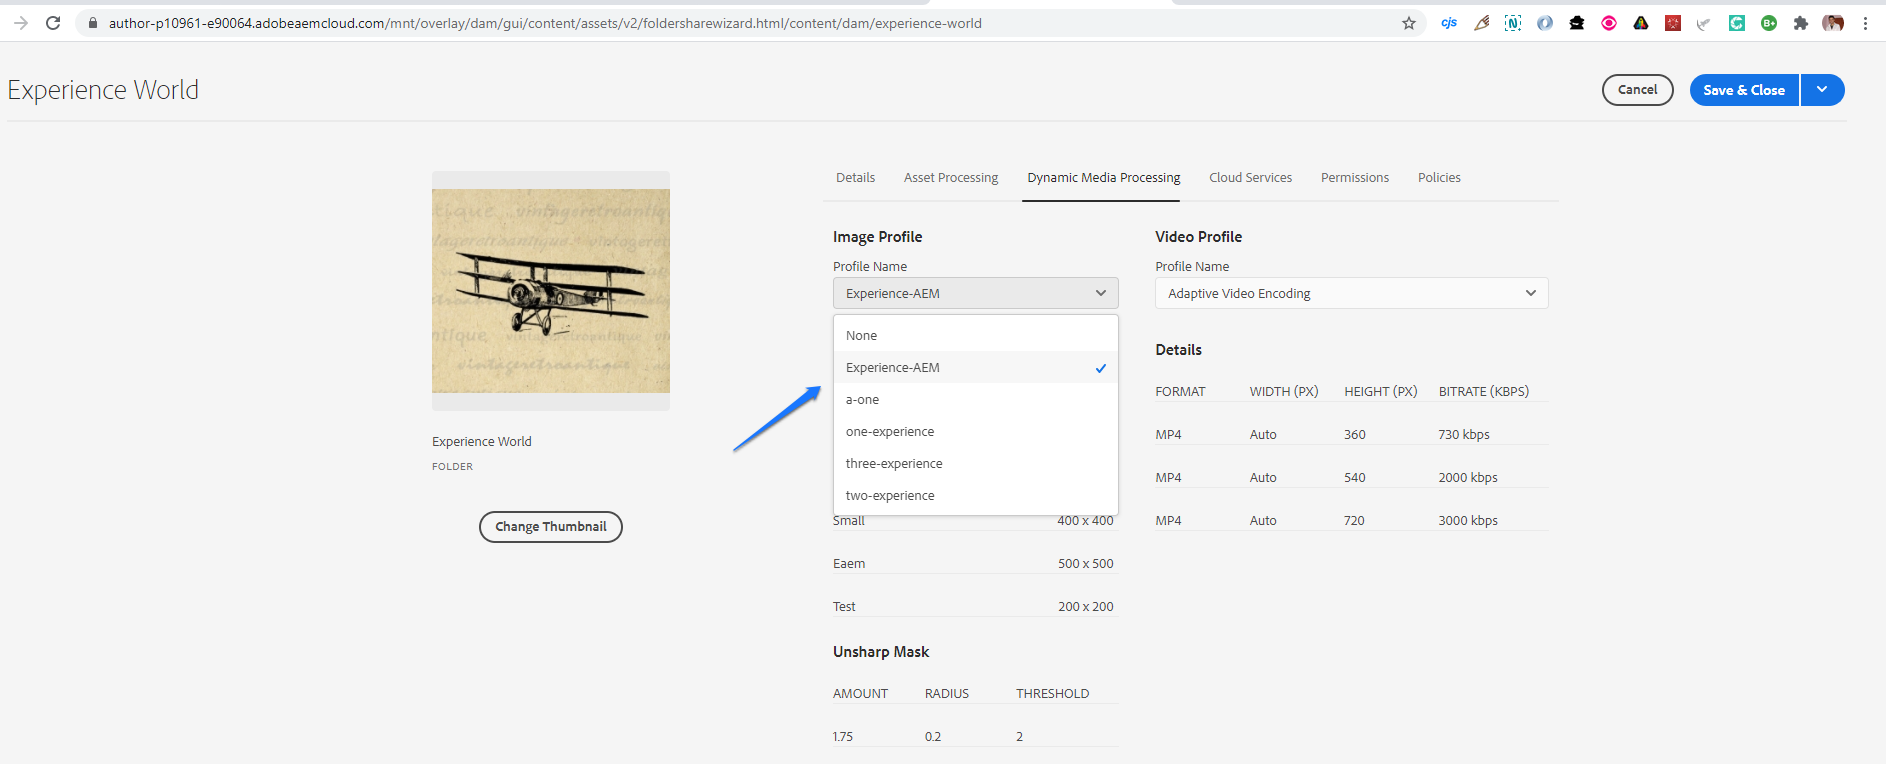 author-p10961-e90064.adobeaemcloud.com/mnt/overlay/dam/gui/content/assets/v2/foldersharewizard.html/content/dam/experience-world
cjs
N
B+
Experience World
Cancel
Save & Close
Details
Asset Processing
Dynamic Media Processing
Cloud Services
Permissions
Policies
Experience World
FOLDER
Change Thumbnail
Image Profile
Profile Name
Experience-AEM
None
Experience-AEM
a-one
one-experience
three-experience
two-experience
Small 400 x 400
Eaem 500 x 500
Test 200 x 200
Unsharp Mask
AMOUNT RADIUS THRESHOLD
1.75 0.2 2
Video Profile
Profile Name
Adaptive Video Encoding
Details
FORMAT WIDTH (PX) HEIGHT (PX) BITRATE (KBPS)
MP4 Auto 360 730 kbps
MP4 Auto 540 2000 kbps
MP4 Auto 720 3000 kbps